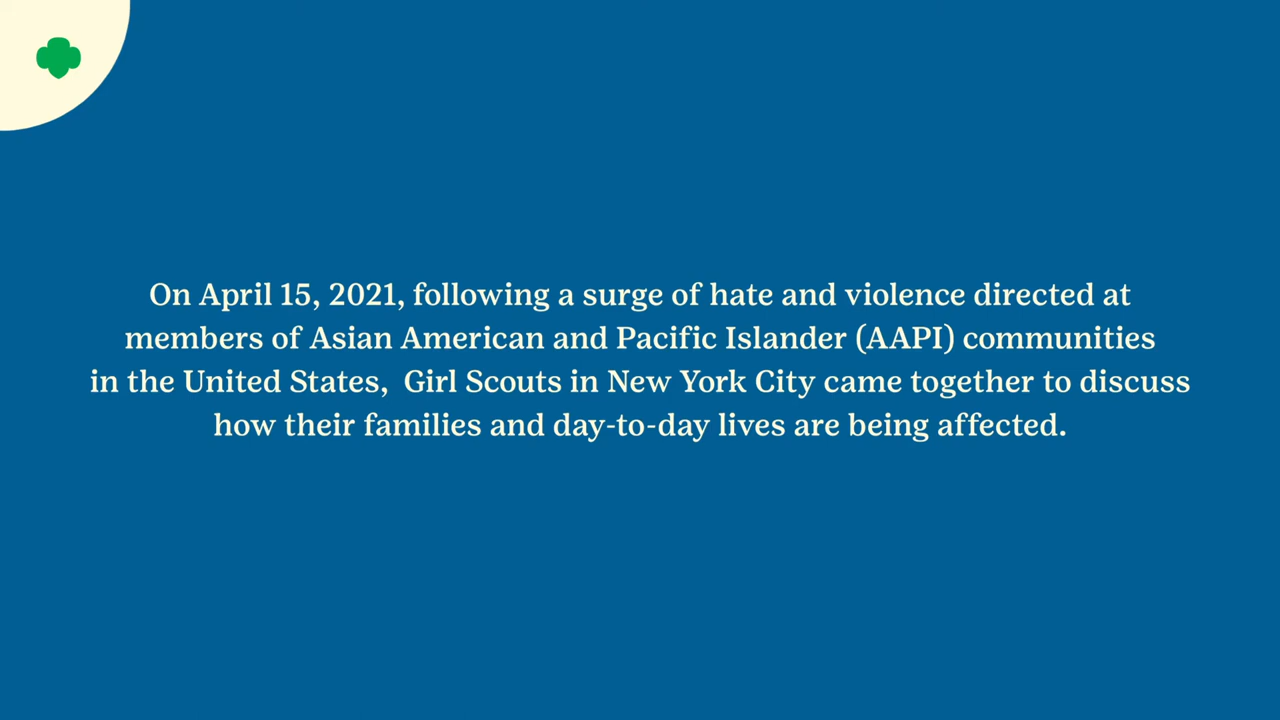 On April 15, 2021, following a surge of hate and violence directed at
members of Asian American and Pacific Islander (AAPI) communities
in the United States,  Girl Scouts in New York City came together to discuss
how their families and day-to-day lives are being affected.